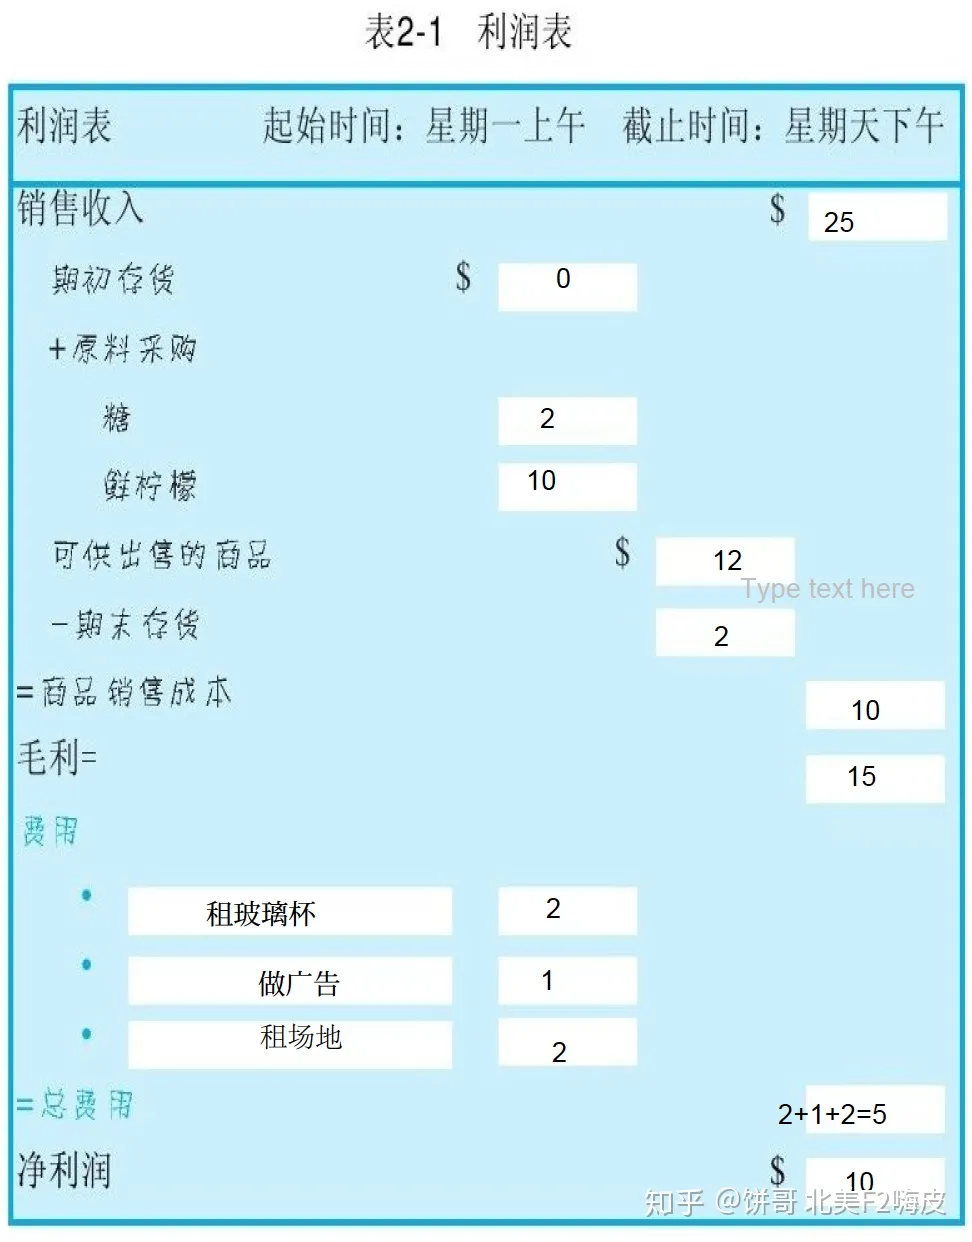 表2-1 利润表
利润表 起始时间：星期一上午 截止时间：星期天下午
销售收入 $ 25
期初存货 $ 0
+原料采购
糖 2
鲜柠檬 10
可供出售的商品 $ 12
Type text here
-期末存货 2
=商品销售成本 10
毛利= 15
费用
• 租玻璃杯 2
• 做广告 1
• 租场地 2
=总费用 2+1+2=5
净利润 $ 10
知乎 @饼哥 北美F2嗨皮